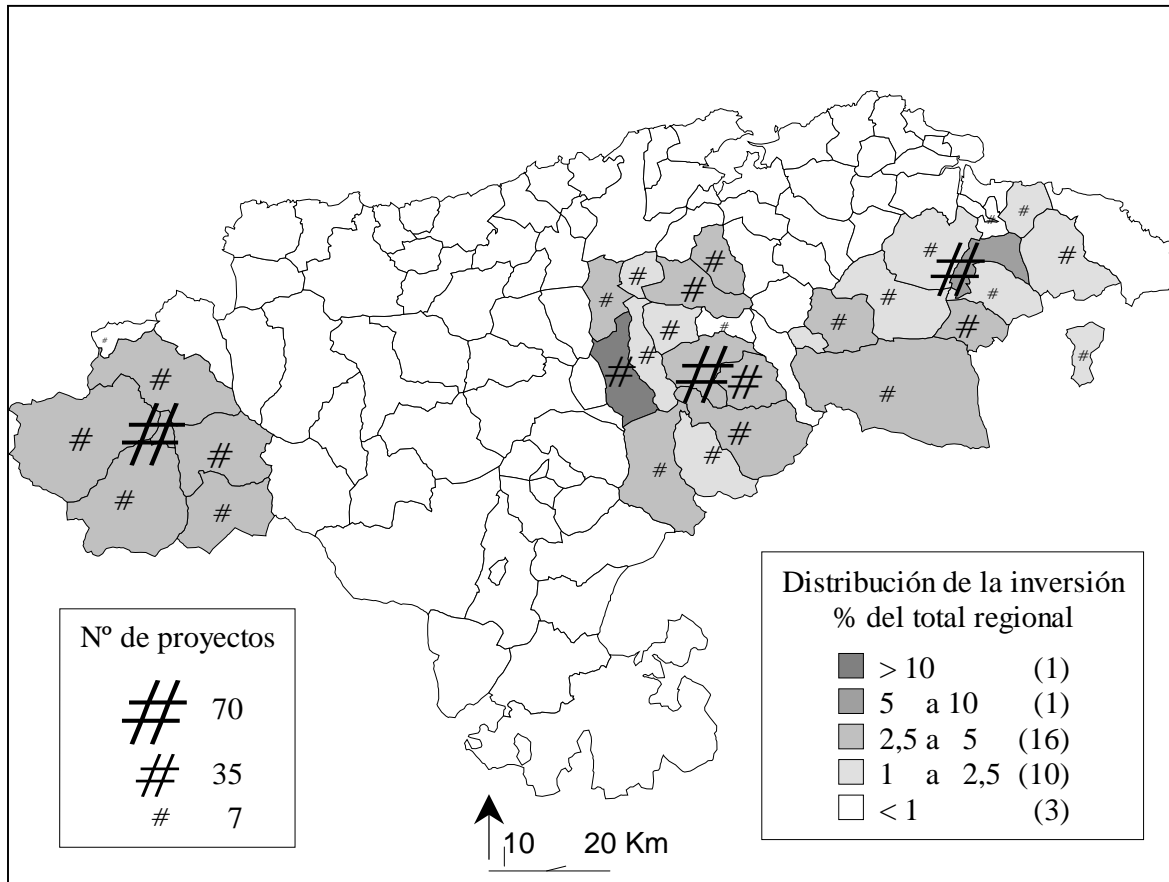 Nº de proyectos
# 70
# 35
# 7
10 20 Km
Distribución de la inversión
% del total regional
> 10 (1)
5 a 10 (1)
2,5 a 5 (16)
1 a 2,5 (10)
< 1 (3)